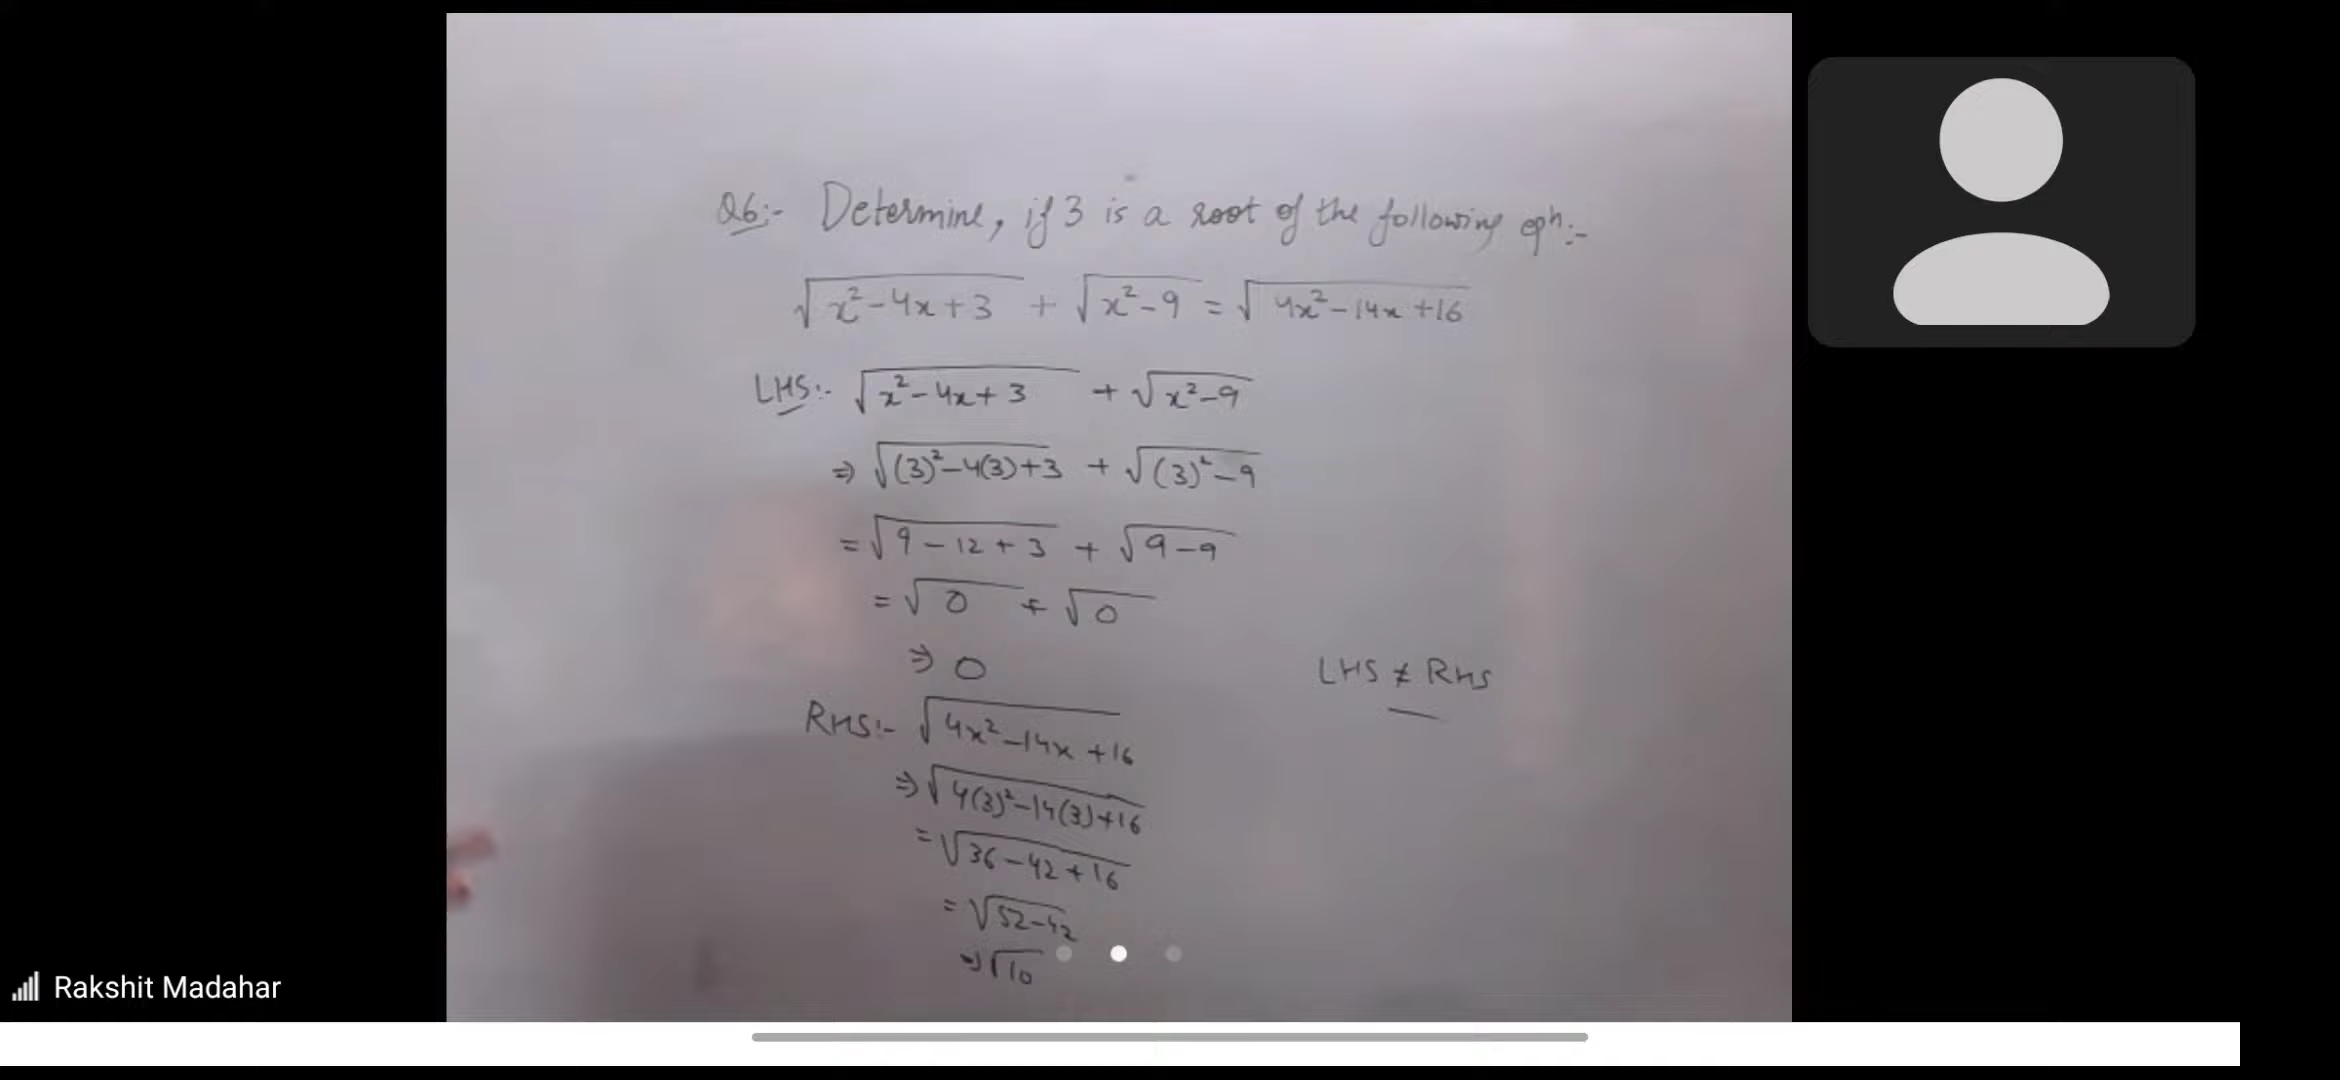 Q6:- Determine, if 3 is a root of the following eqn:-
√(x²-4x+3) + √(x²-9) = √(4x²-14x+16)
LHS:- √(x²-4x+3) + √(x²-9)
⇒ √((3)²-4(3)+3) + √((3)²-9)
= √(9-12+3) + √(9-9)
= √0 + √0
⇒ 0
LHS ≠ RHS
RHS:- √(4x²-14x+16)
⇒ √(4(3)²-14(3)+16)
= √(36-42+16)
= √(52-42)
⇒ √10
Rakshit Madahar